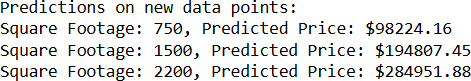 Predictions on new data points:
Square Footage: 750, Predicted Price: $98224.16
Square Footage: 1500, Predicted Price: $194807.45
Square Footage: 2200, Predicted Price: $284951.88